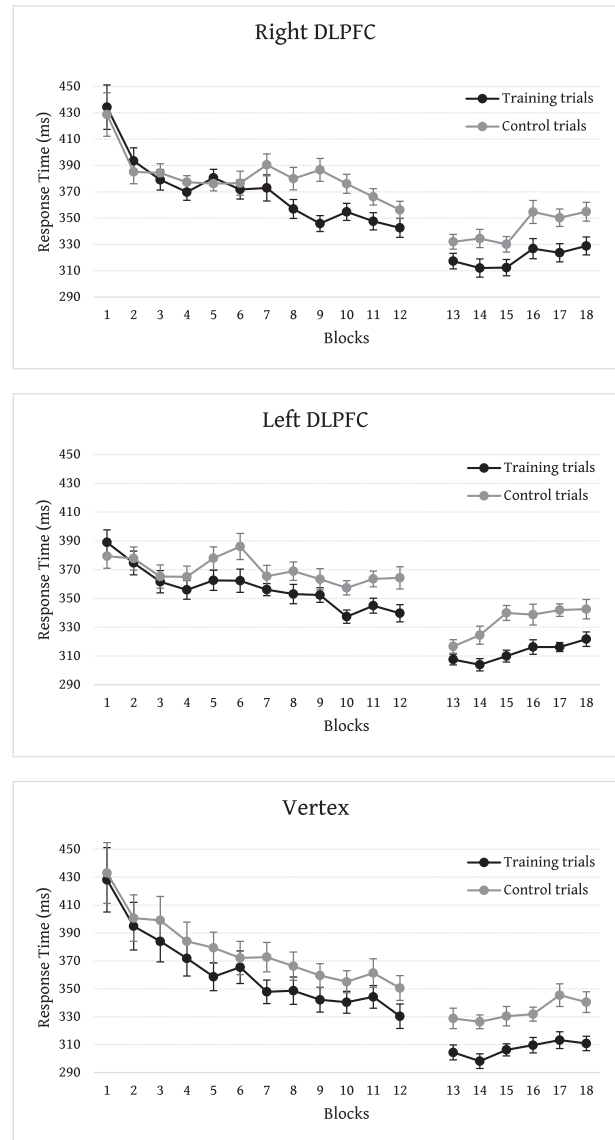 Right DLPFC
450
430
410
390
370
350
330
310
290
Response Time (ms)
Training trials
Control trials
1 2 3 4 5 6 7 8 9 10 11 12 13 14 15 16 17 18
Blocks
Left DLPFC
450
430
410
390
370
350
330
310
290
Response Time (ms)
Training trials
Control trials
1 2 3 4 5 6 7 8 9 10 11 12 13 14 15 16 17 18
Blocks
Vertex
450
430
410
390
370
350
330
310
290
Response Time (ms)
Training trials
Control trials
1 2 3 4 5 6 7 8 9 10 11 12 13 14 15 16 17 18
Blocks